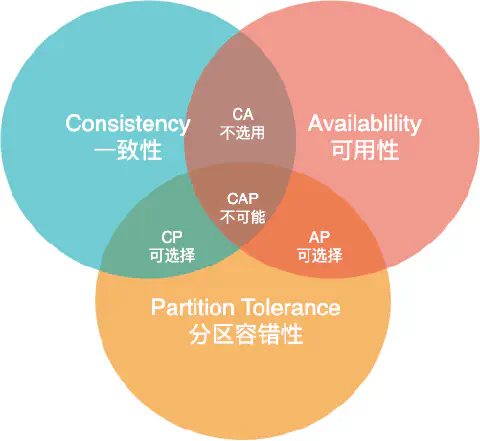 CA
不选用
Consistency
一致性
Availablility
可用性
CAP
不可能
CP
可选择
AP
可选择
Partition Tolerance
分区容错性